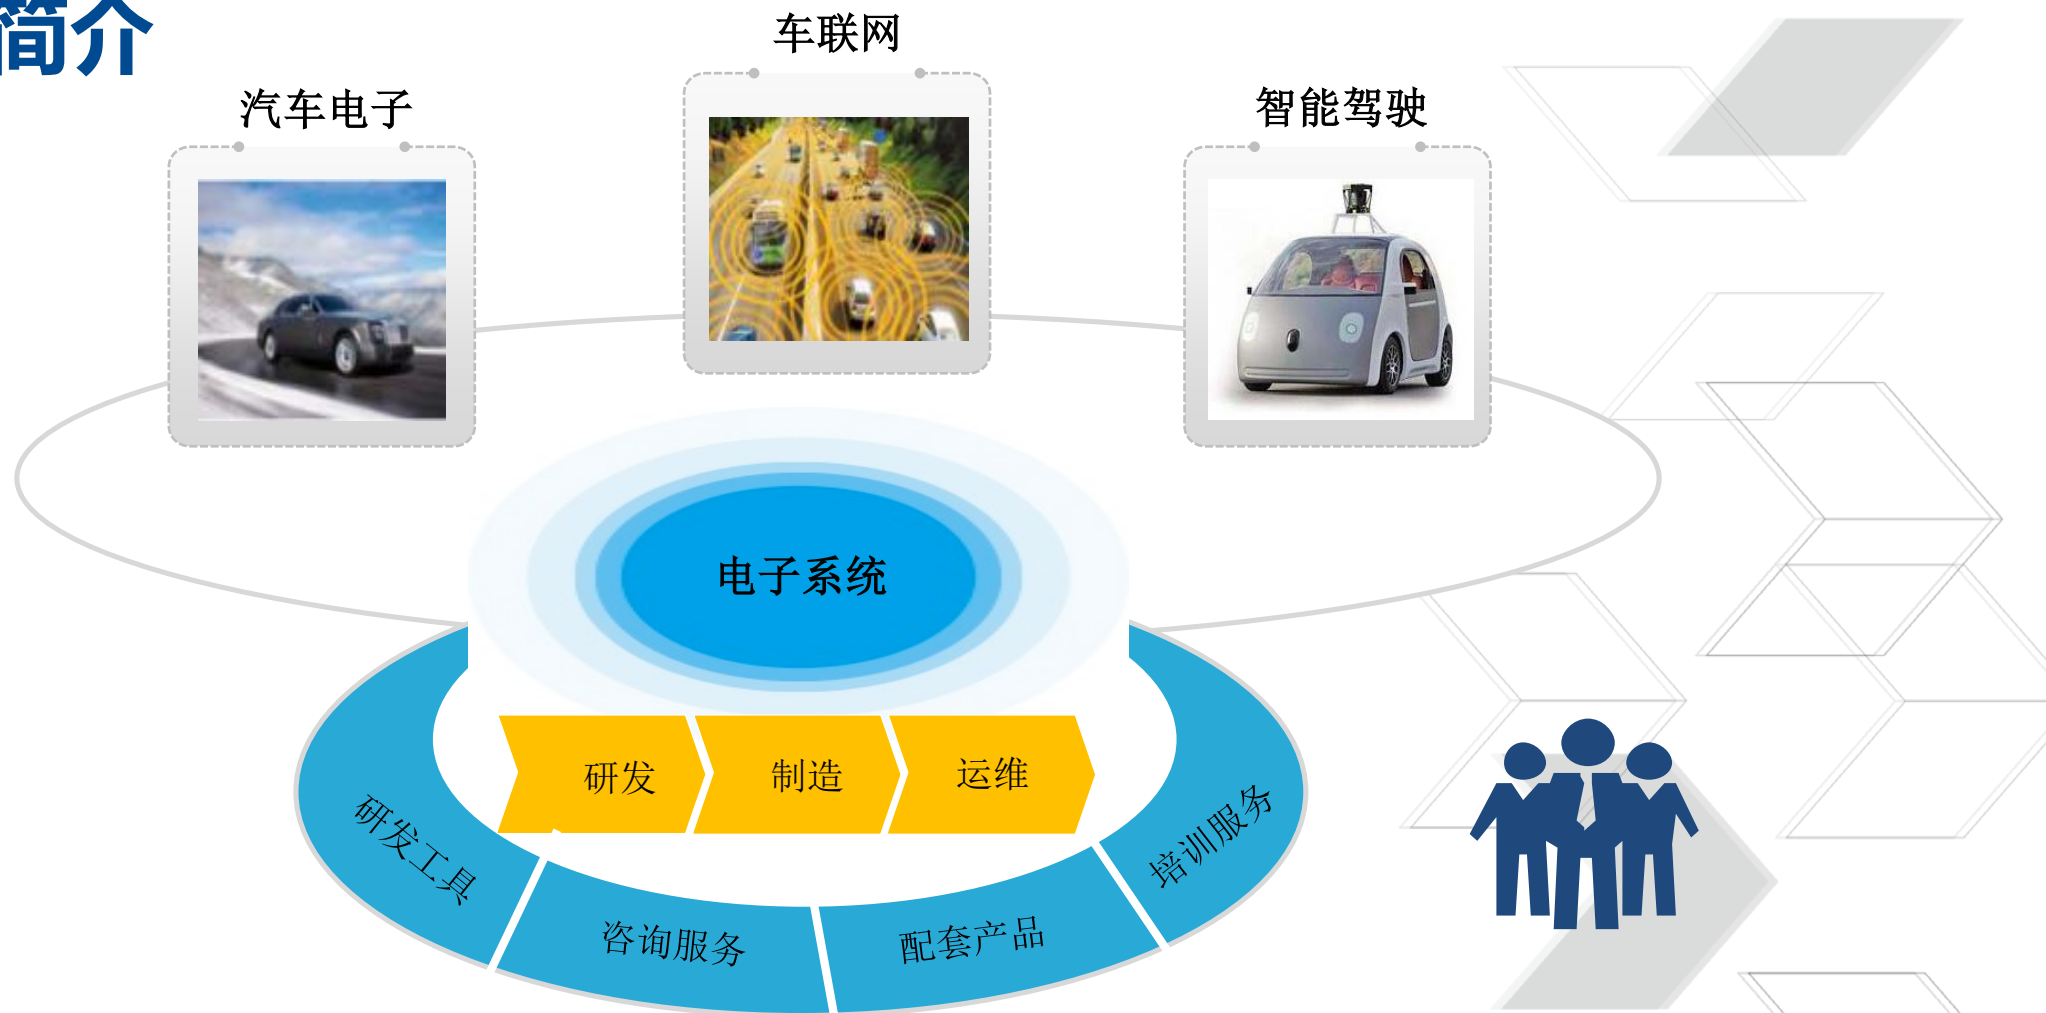 简介
车联网
汽车电子
智能驾驶
电子系统
研发
制造
运维
研发工具
咨询服务
配套产品
培训服务